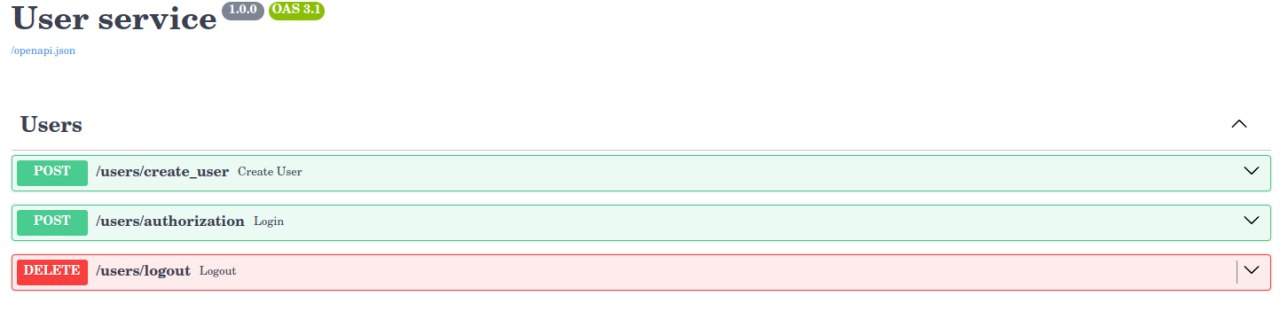 User service 1.0.0 OAS 3.1
/openapi.json
Users
POST /users/create_user Create User
POST /users/authorization Login
DELETE /users/logout Logout